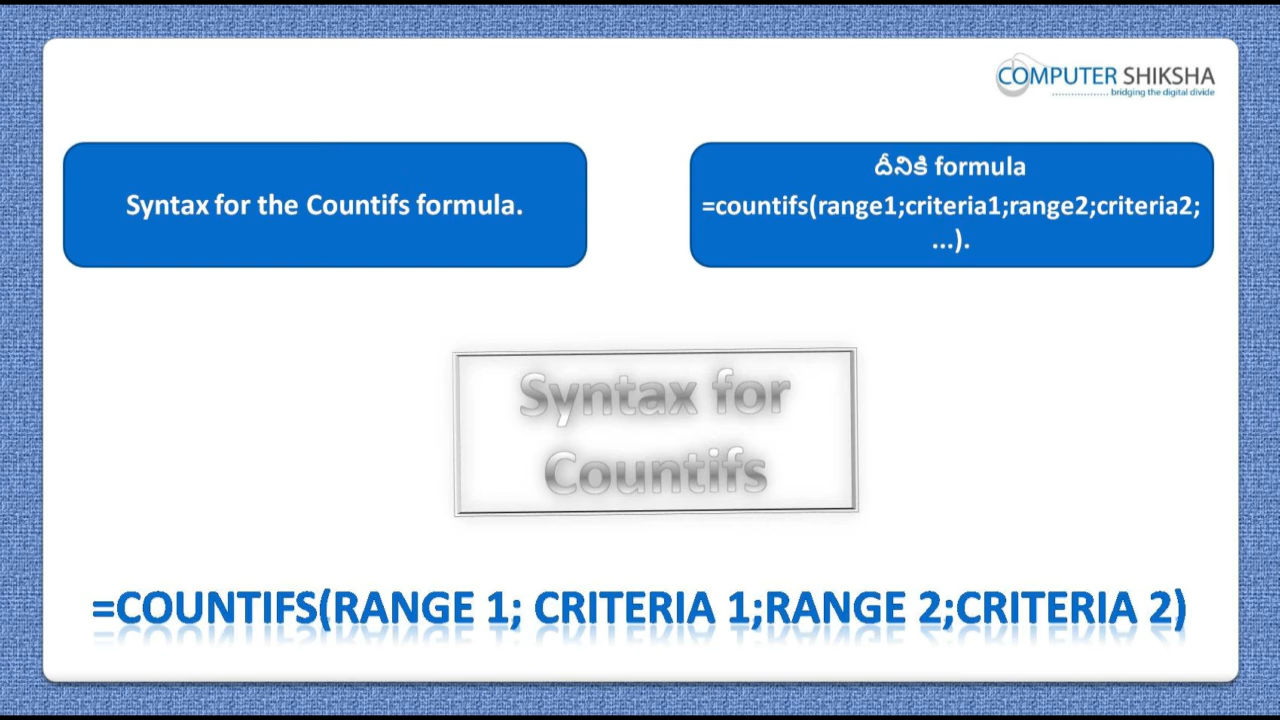 COMPUTER SHIKSHA
bridging the digital divide
Syntax for the Countifs formula.
దీనికి formula
=countifs(range1;criteria1;range2;criteria2;
...).
Syntax for
Countifs
=COUNTIFS(RANGE 1; CRITERIA 1;RANGE 2;CRITERIA 2)